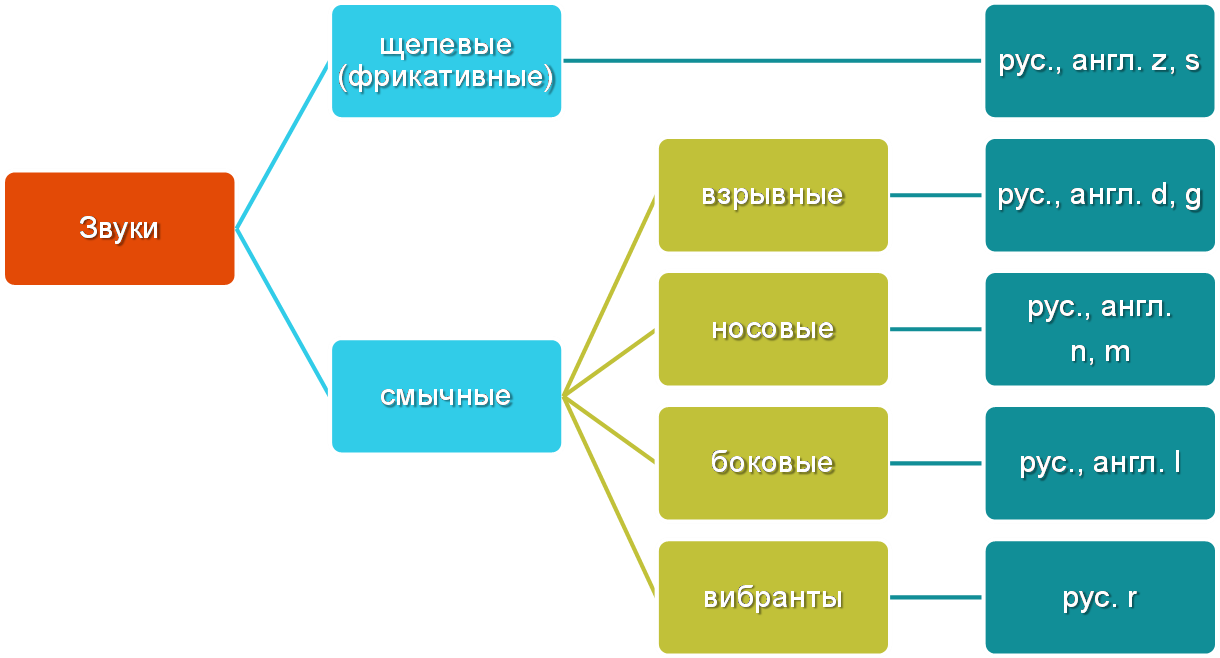 Звуки
щелевые
(фрикативные)
рус., англ. z, s
смычные
взрывные
рус., англ. d, g
носовые
рус., англ.
n, m
боковые
рус., англ. l
вибранты
рус. r